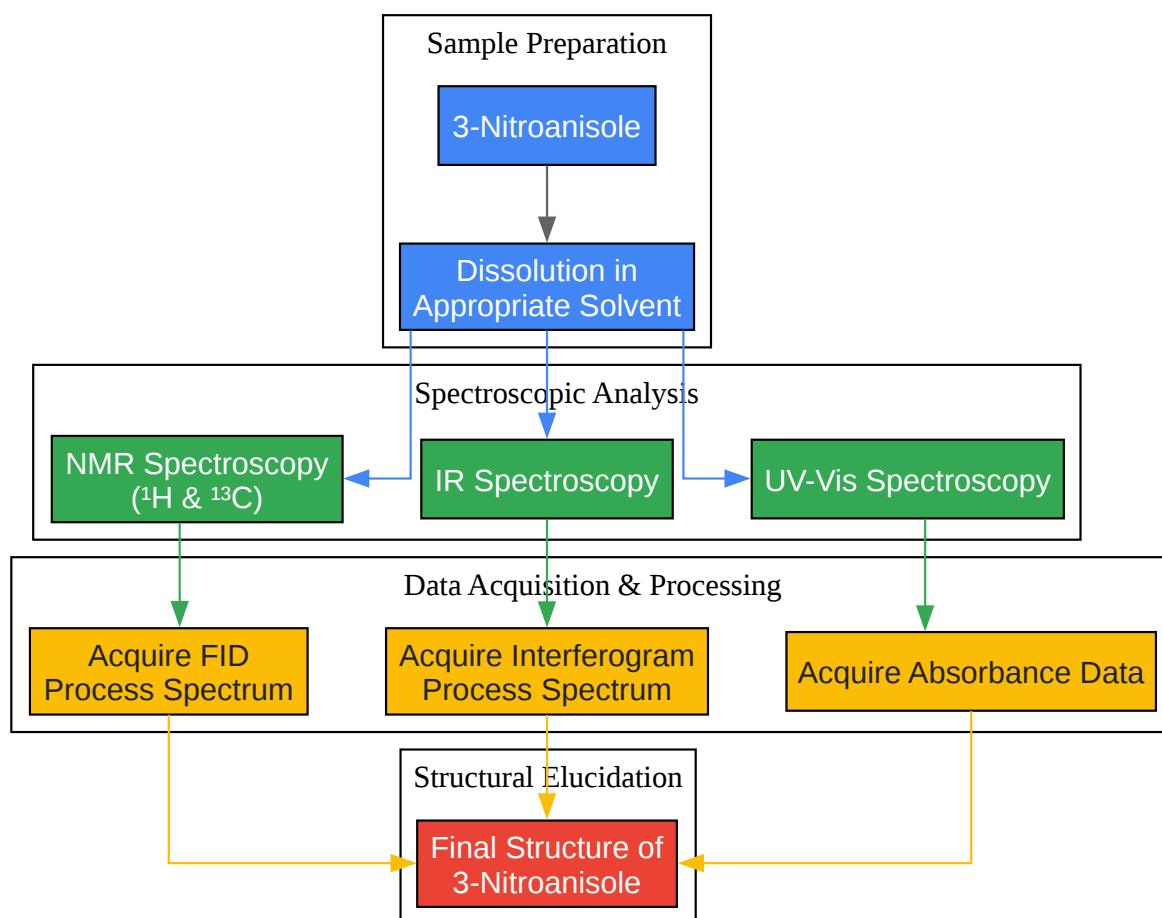 Sample Preparation
3-Nitroanisole
Dissolution in
Appropriate Solvent
Spectroscopic Analysis
NMR Spectroscopy
(¹H & ¹³C)
IR Spectroscopy
UV-Vis Spectroscopy
Data Acquisition & Processing
Acquire FID
Process Spectrum
Acquire Interferogram
Process Spectrum
Acquire Absorbance Data
Structural Elucidation
Final Structure of
3-Nitroanisole